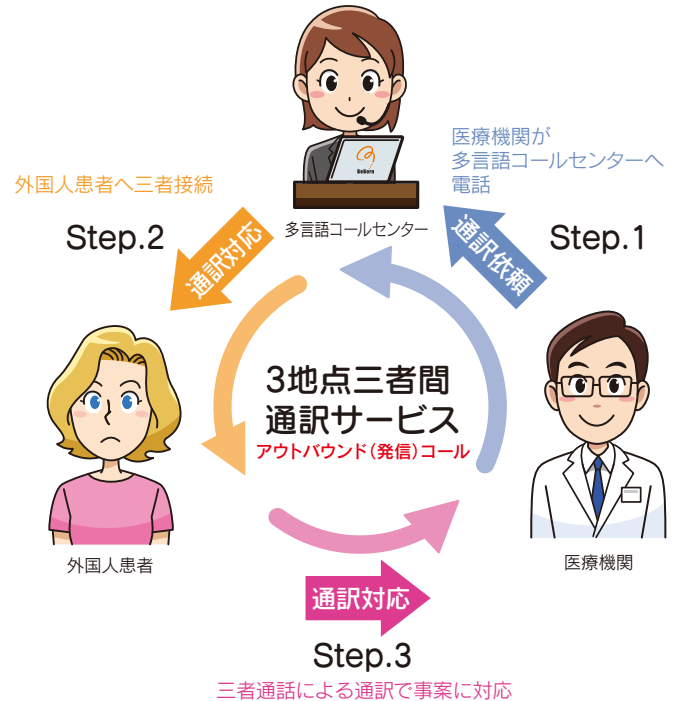 医療機関が
多言語コールセンターへ
電話
外国人患者へ三者接続
BeBorn
多言語コールセンター
Step.2
通訳対応
通訳依頼
Step.1
3地点三者間
通訳サービス
アウトバウンド(発信)コール
外国人患者
医療機関
通訳対応
Step.3
三者通話による通訳で事案に対応